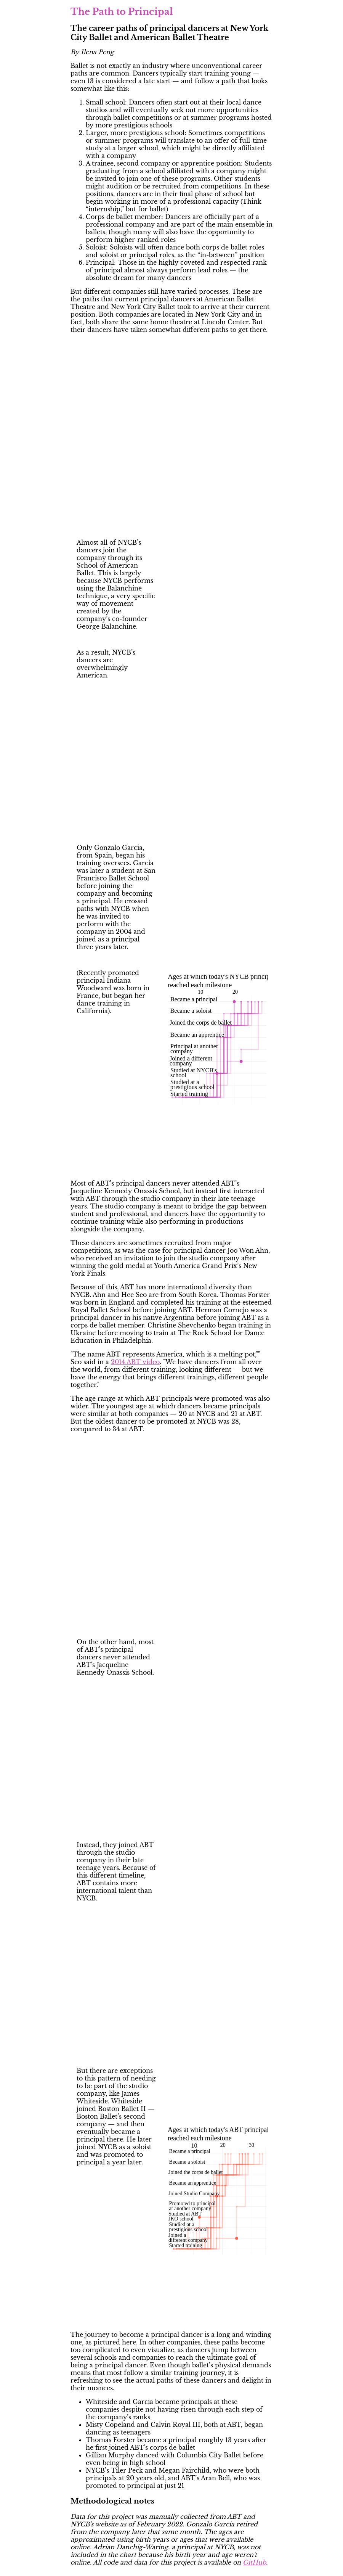 The Path to Principal
The career paths of principal dancers at New York
City Ballet and American Ballet Theatre
By Ilena Peng
Ballet is not exactly an industry where unconventional career
paths are common. Dancers typically start training young —
even 13 is considered a late start — and follow a path that looks
somewhat like this:
1. Small school: Dancers often start out at their local dance
studios and will eventually seek out more opportunities
through ballet competitions or at summer programs hosted
by more prestigious schools
2. Larger, more prestigious school: Sometimes competitions
or summer programs will translate to an offer of full-time
study at a larger school, which might be directly affiliated
with a company
3. A trainee, second company or apprentice position: Students
graduating from a school affiliated with a company might
be invited to join one of these programs. Other students
might audition or be recruited from competitions. In these
positions, dancers are in their final phase of school but
begin working in more of a professional capacity (Think
“internship,” but for ballet)
4. Corps de ballet member: Dancers are officially part of a
professional company and are part of the main ensemble in
ballets, though many will also have the opportunity to
perform higher-ranked roles
5. Soloist: Soloists will often dance both corps de ballet roles
and soloist or principal roles, as the “in-between” position
6. Principal: Those in the highly coveted and respected rank
of principal almost always perform lead roles — the
absolute dream for many dancers
But different companies still have varied processes. These are
the paths that current principal dancers at American Ballet
Theatre and New York City Ballet took to arrive at their current
position. Both companies are located in New York City and in
fact, both share the same home theatre at Lincoln Center. But
their dancers have taken somewhat different paths to get there.
Almost all of NYCB’s
dancers join the
company through its
School of American
Ballet. This is largely
because NYCB performs
using the Balanchine
technique, a very specific
way of movement
created by the
company’s co-founder
George Balanchine.
As a result, NYCB’s
dancers are
overwhelmingly
American.
Only Gonzalo Garcia,
from Spain, began his
training overseas. Garcia
was later a student at San
Francisco Ballet School
before joining the
company and becoming
a principal. He crossed
paths with NYCB when
he was invited to
perform with the
company in 2004 and
joined as a principal
three years later.
(Recently promoted
principal Indiana
Woodward was born in
France, but began her
dance training in
California).
Ages at which today's NYCB princip
reached each milestone
10 20
Became a principal
Became a soloist
Joined the corps de ballet
Became an apprentice
Principal at another
company
Joined a different
company
Studied at NYCB's
school
Studied at a
prestigious school
Started training
Most of ABT’s principal dancers never attended ABT’s
Jacqueline Kennedy Onassis School, but instead first interacted
with ABT through the studio company in their late teenage
years. The studio company is meant to bridge the gap between
student and professional, and dancers have the opportunity to
continue training while also performing in productions
alongside the company.
These dancers are sometimes recruited from major
competitions, as was the case for principal dancer Joo Won Ahn,
who received an invitation to join the studio company after
winning the gold medal at Youth America Grand Prix’s New
York Finals.
Because of this, ABT has more international diversity than
NYCB. Ahn and Hee Seo are from South Korea. Thomas Forster
was born in England and completed his training at the esteemed
Royal Ballet School before joining ABT. Herman Cornejo was a
principal dancer in his native Argentina before joining ABT as a
corps de ballet member. Christine Shevchenko began training in
Ukraine before moving to train at The Rock School for Dance
Education in Philadelphia.
"The name ABT represents America, which is a melting pot,""
Seo said in a 2014 ABT video. "We have dancers from all over
the world, from different training, looking different — but we
have the energy that brings different trainings, different people
together."
The age range at which ABT principals were promoted was also
wider. The youngest age at which dancers became principals
were similar at both companies — 20 at NYCB and 21 at ABT.
But the oldest dancer to be promoted at NYCB was 28,
compared to 34 at ABT.
On the other hand, most
of ABT’s principal
dancers never attended
ABT’s Jacqueline
Kennedy Onassis School.
Instead, they joined ABT
through the studio
company in their late
teenage years. Because of
this different timeline,
ABT contains more
international talent than
NYCB.
But there are exceptions
to this pattern of needing
to be part of the studio
company, like James
Whiteside. Whiteside
joined Boston Ballet II —
Boston Ballet’s second
company — and then
eventually became a
principal there. He later
joined NYCB as a soloist
and was promoted to
principal a year later.
Ages at which today's ABT principal
reached each milestone
10 20 30
Became a principal
Became a soloist
Joined the corps de ballet
Became an apprentice
Joined Studio Company
Promoted to principal
at another company
Studied at ABT
JKO school
Studied at a
prestigious school
Joined a
different company
Started training
The journey to become a principal dancer is a long and winding
one, as pictured here. In other companies, these paths become
too complicated to even visualize, as dancers jump between
several schools and companies to reach the ultimate goal of
being a principal dancer. Even though ballet’s physical demands
means that most follow a similar training journey, it is
refreshing to see the actual paths of these dancers and delight in
their nuances.
• Whiteside and Garcia became principals at these
companies despite not having risen through each step of
the company’s ranks
• Misty Copeland and Calvin Royal III, both at ABT, began
dancing as teenagers
• Thomas Forster became a principal roughly 13 years after
he first joined ABT’s corps de ballet
• Gillian Murphy danced with Columbia City Ballet before
even being in high school
• NYCB’s Tiler Peck and Megan Fairchild, who were both
principals at 20 years old, and ABT’s Aran Bell, who was
promoted to principal at just 21
Methodological notes
Data for this project was manually collected from ABT and
NYCB’s website as of February 2022. Gonzalo Garcia retired
from the company later that same month. The ages are
approximated using birth years or ages that were available
online. Adrian Danchig-Waring, a principal at NYCB, was not
included in the chart because his birth year and age weren’t
online. All code and data for this project is available on GitHub.